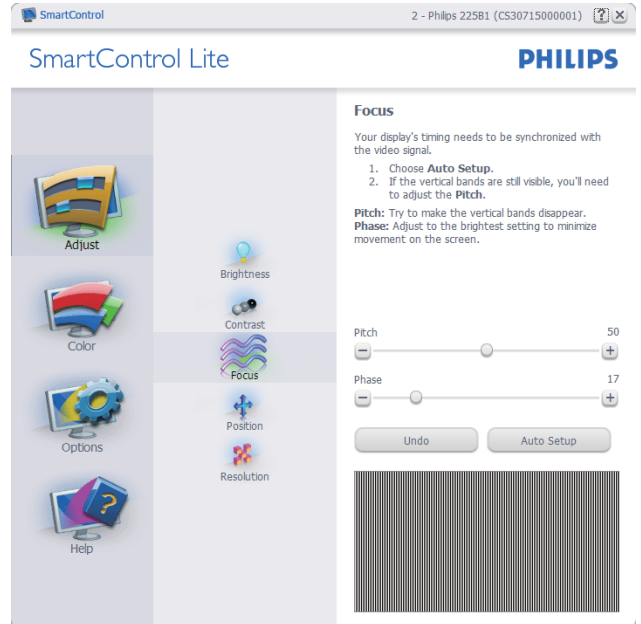 SmartControl
2 - Philips 225B1 (CS30715000001)
?
SmartControl Lite
PHILIPS
Adjust
Color
Options
Help
Brightness
Contrast
Focus
Position
Resolution
Focus
Your display's timing needs to be synchronized with
the video signal.
1. Choose Auto Setup.
2. If the vertical bands are still visible, you'll need
to adjust the Pitch.
Pitch: Try to make the vertical bands disappear.
Phase: Adjust to the brightest setting to minimize
movement on the screen.
Pitch 50
Phase 17
Undo Auto Setup